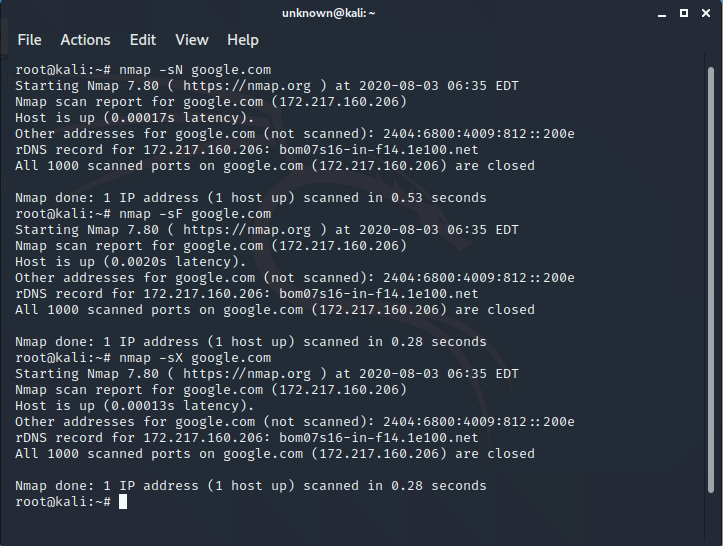 unknown@kali: ~
File Actions Edit View Help
root@kali:~# nmap -sN google.com
Starting Nmap 7.80 ( https://nmap.org ) at 2020-08-03 06:35 EDT
Nmap scan report for google.com (172.217.160.206)
Host is up (0.00017s latency).
Other addresses for google.com (not scanned): 2404:6800:4009:812::200e
rDNS record for 172.217.160.206: bom07s16-in-f14.1e100.net
All 1000 scanned ports on google.com (172.217.160.206) are closed
Nmap done: 1 IP address (1 host up) scanned in 0.53 seconds
root@kali:~# nmap -sF google.com
Starting Nmap 7.80 ( https://nmap.org ) at 2020-08-03 06:35 EDT
Nmap scan report for google.com (172.217.160.206)
Host is up (0.0020s latency).
Other addresses for google.com (not scanned): 2404:6800:4009:812::200e
rDNS record for 172.217.160.206: bom07s16-in-f14.1e100.net
All 1000 scanned ports on google.com (172.217.160.206) are closed
Nmap done: 1 IP address (1 host up) scanned in 0.28 seconds
root@kali:~# nmap -sX google.com
Starting Nmap 7.80 ( https://nmap.org ) at 2020-08-03 06:35 EDT
Nmap scan report for google.com (172.217.160.206)
Host is up (0.00013s latency).
Other addresses for google.com (not scanned): 2404:6800:4009:812::200e
rDNS record for 172.217.160.206: bom07s16-in-f14.1e100.net
All 1000 scanned ports on google.com (172.217.160.206) are closed
Nmap done: 1 IP address (1 host up) scanned in 0.28 seconds
root@kali:~#